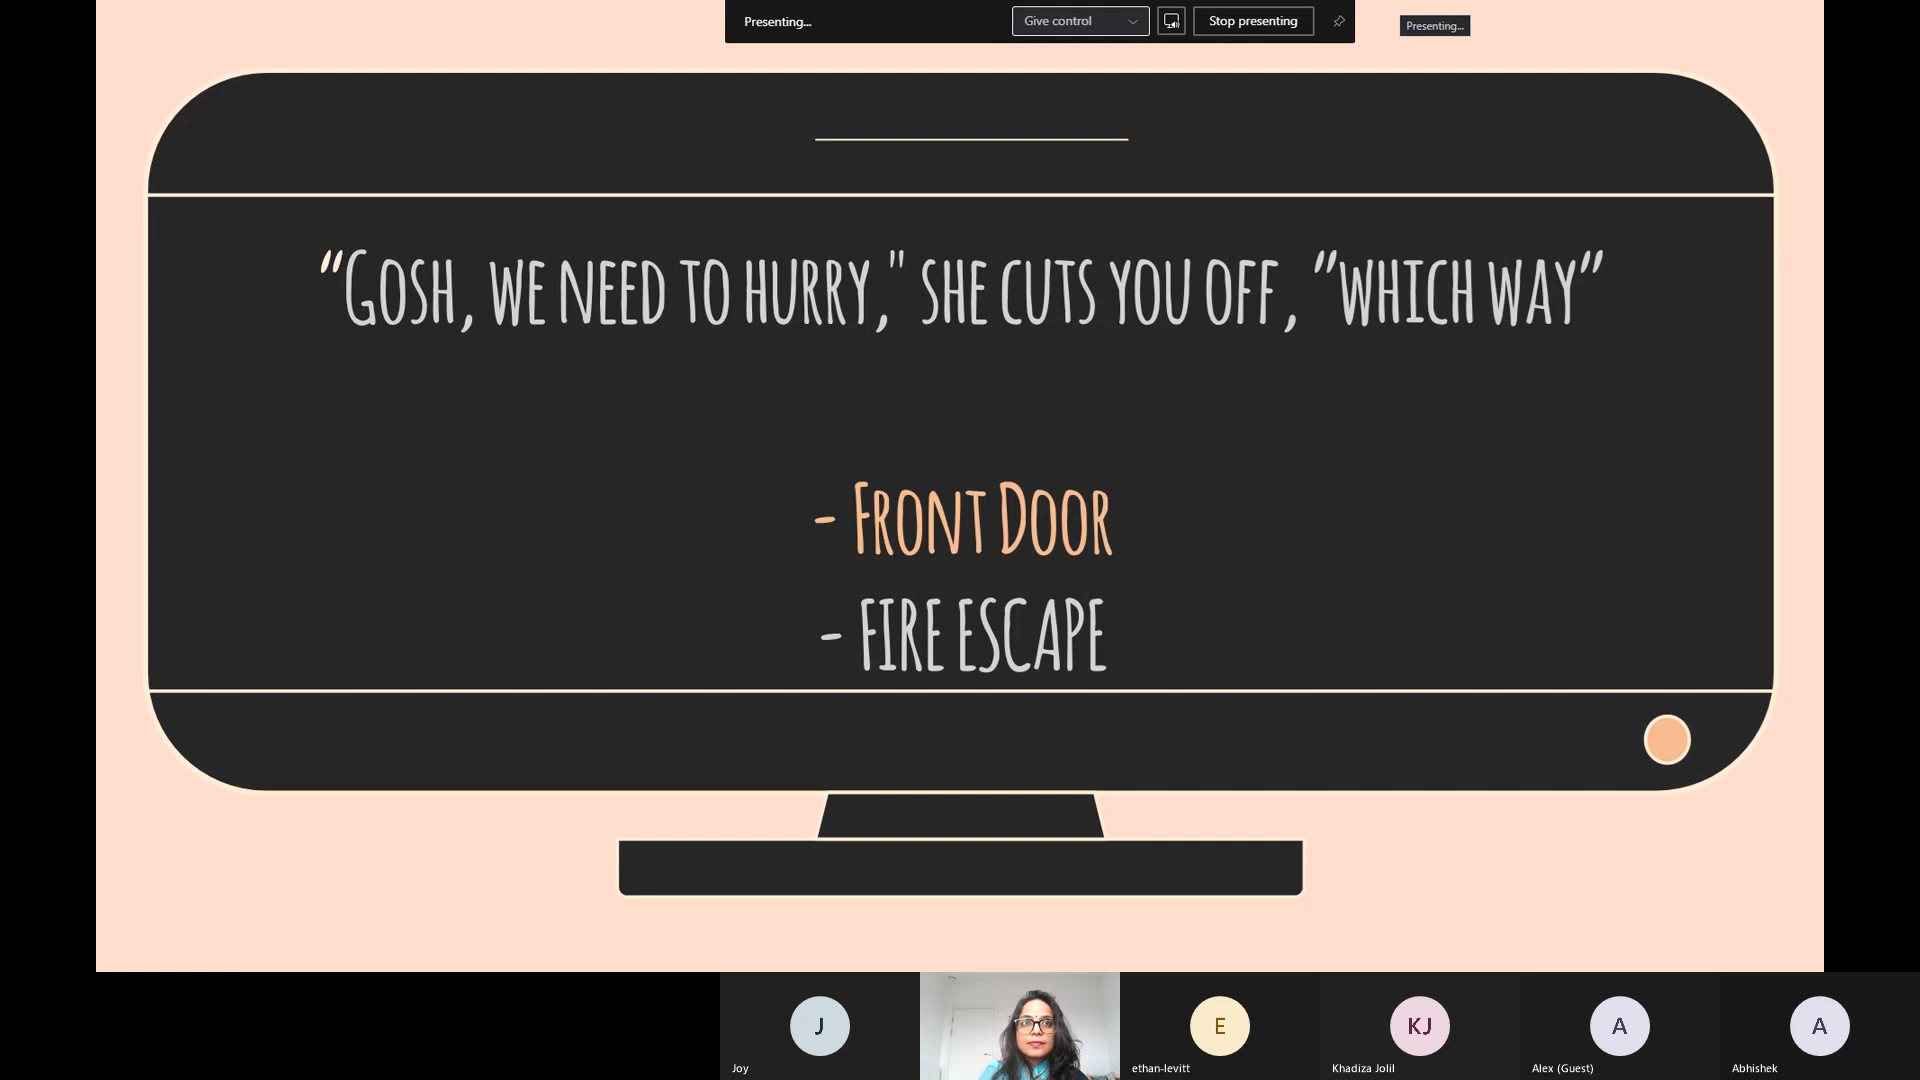 Presenting...
Give control
Stop presenting
Presenting...
“Gosh, we need to hurry," she cuts you off, “which way”
- Front Door
- FIRE ESCAPE
J
E
KJ
A
A
Joy
ethan-levitt
Khadiza Jolil
Alex (Guest)
Abhishek